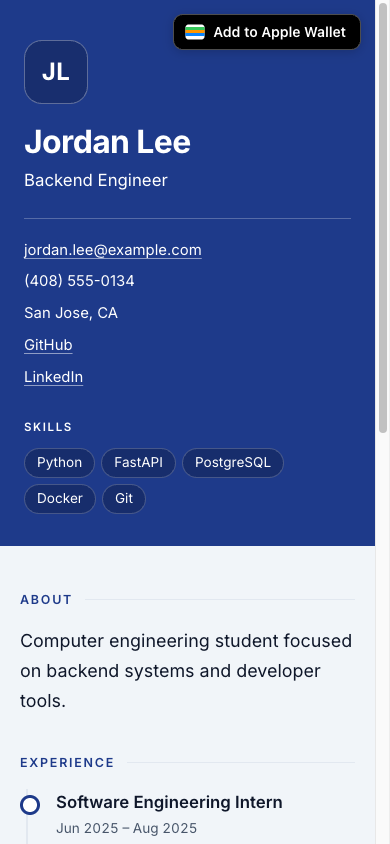 Add to Apple Wallet
JL
Jordan Lee
Backend Engineer
jordan.lee@example.com
(408) 555-0134
San Jose, CA
GitHub
LinkedIn
SKILLS
Python FastAPI PostgreSQL
Docker Git
ABOUT
Computer engineering student focused
on backend systems and developer
tools.
EXPERIENCE
Software Engineering Intern
Jun 2025 – Aug 2025